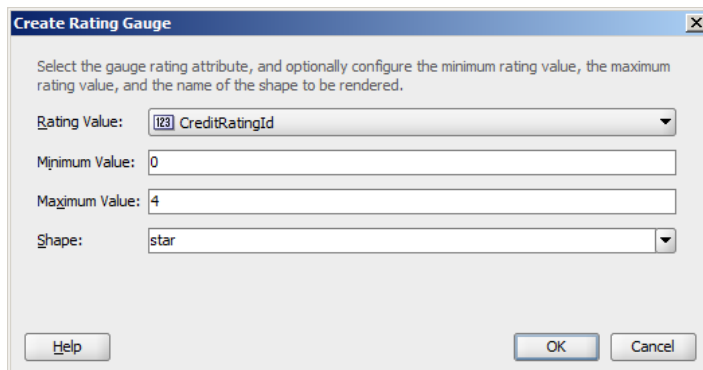 Create Rating Gauge
Select the gauge rating attribute, and optionally configure the minimum rating value, the maximum
rating value, and the name of the shape to be rendered.
Rating Value: 123 CreditRatingId
Minimum Value: 0
Maximum Value: 4
Shape: star
Help OK Cancel